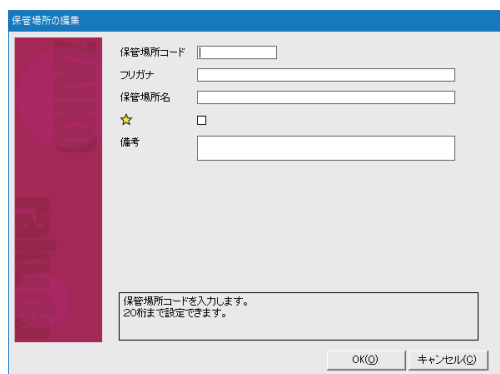 保管場所の編集
保管場所コード
フリガナ
保管場所名
備考
ZAIKO
rakuda
保管場所コードを入力します。
20桁まで設定できます。
OK(O)
キャンセル(C)